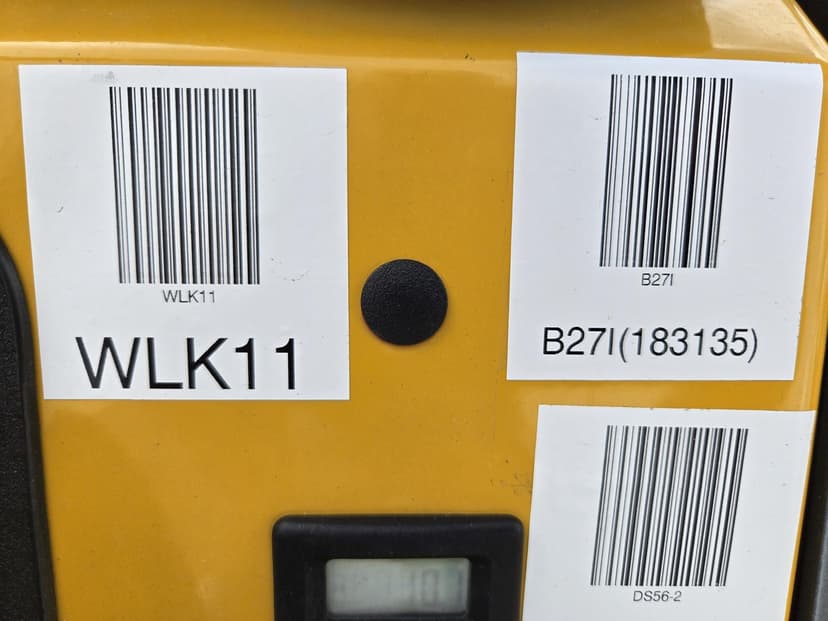 WLK11
WLK11
B27I
B27I(183135)
DS56-2